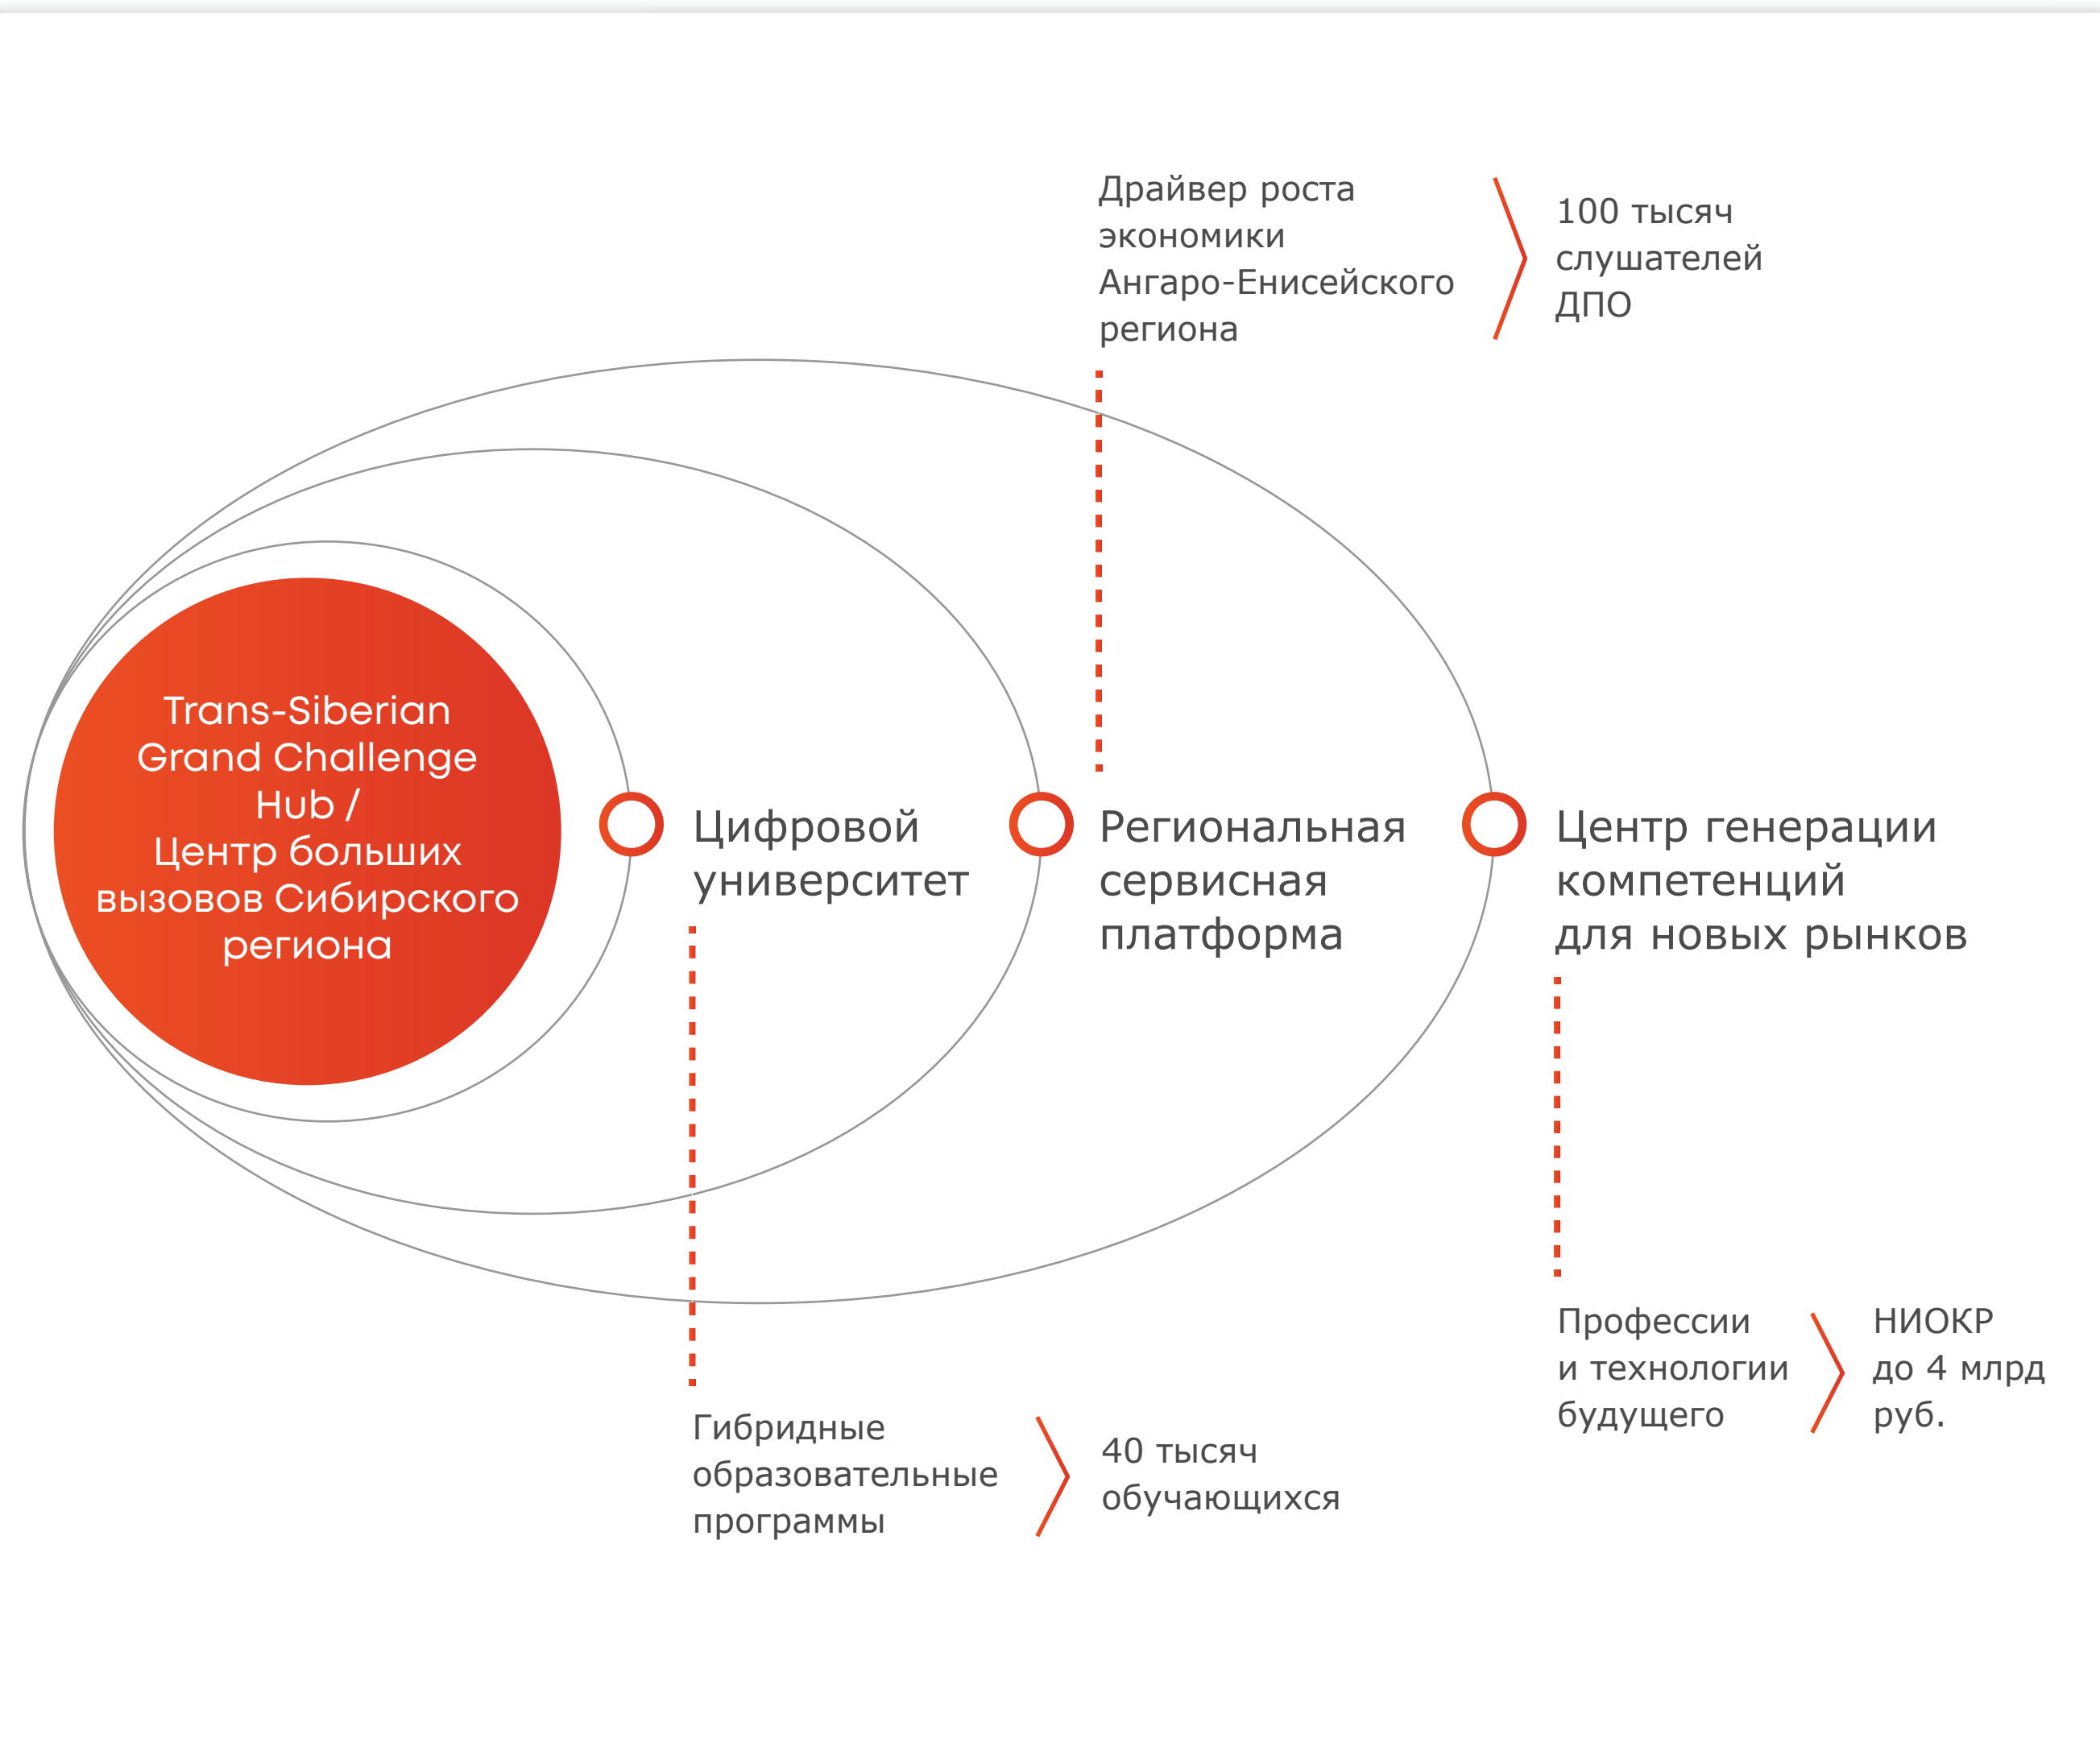 Драйвер роста
экономики
Ангаро-Енисейского
региона
100 тысяч
слушателей
ДПО
Trans-Siberian
Grand Challenge
Hub /
Центр больших
вызовов Сибирского
региона
Цифровой
университет
Региональная
сервисная
платформа
Центр генерации
компетенций
для новых рынков
Гибридные
образовательные
программы
40 тысяч
обучающихся
Профессии
и технологии
будущего
НИОКР
до 4 млрд
руб.